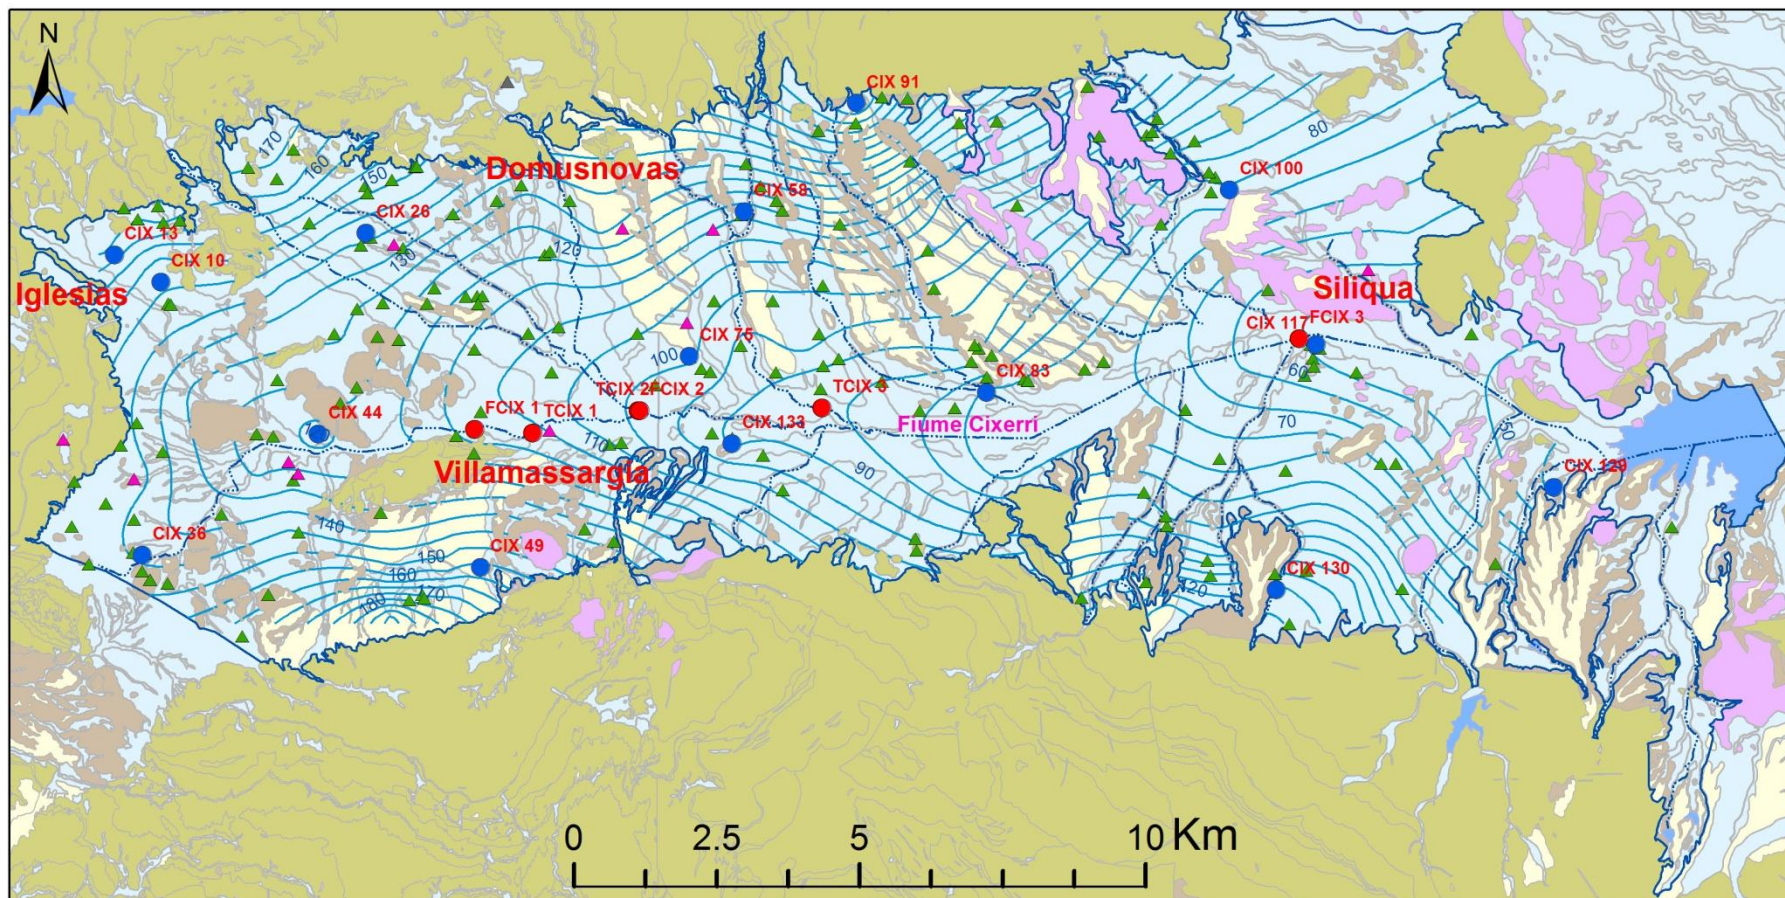 N
CIX 91
80
170
160
150
Domusnovas
CIX 58
CIX 100
CIX 26
CIX 13
130
120
CIX 10
Iglesias
Siliqua
CIX 117
FCIX 3
CIX 75
100
60
CIX 83
TCIX 3
TCIX 2
FCIX 2
FCIX 1
TCIX 1
Fiume Cixerri
CIX 44
CIX 133
110
70
50
Villamassargia
90
CIX 129
140
CIX 36
150
CIX 49
160
170
180
CIX 130
120
0 2.5 5 10 Km